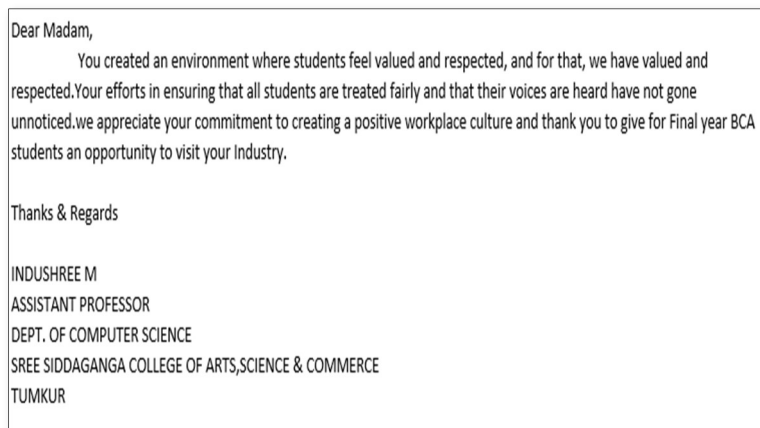 Dear Madam,
You created an environment where students feel valued and respected, and for that, we have valued and
respected.Your efforts in ensuring that all students are treated fairly and that their voices are heard have not gone
unnoticed.we appreciate your commitment to creating a positive workplace culture and thank you to give for Final year BCA
students an opportunity to visit your Industry.
Thanks & Regards
INDUSHREE M
ASSISTANT PROFESSOR
DEPT. OF COMPUTER SCIENCE
SREE SIDDAGANGA COLLEGE OF ARTS,SCIENCE & COMMERCE
TUMKUR